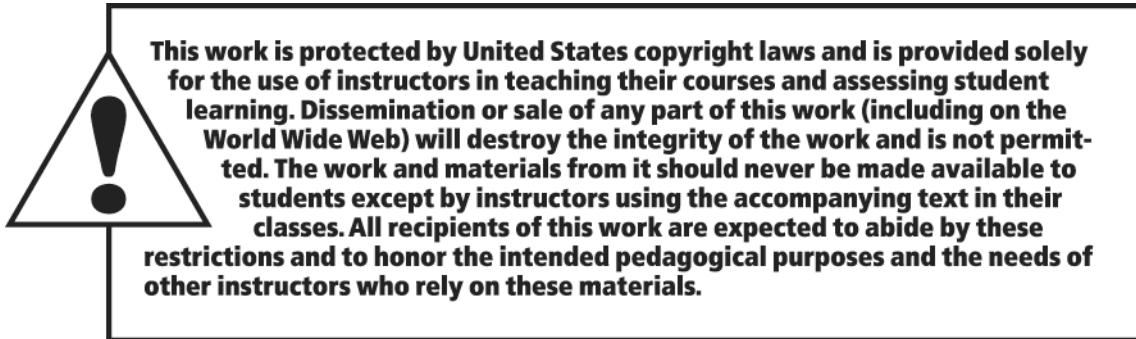 This work is protected by United States copyright laws and is provided solely
for the use of instructors in teaching their courses and assessing student
learning. Dissemination or sale of any part of this work (including on the
World Wide Web) will destroy the integrity of the work and is not permit-
ted. The work and materials from it should never be made available to
students except by instructors using the accompanying text in their
classes. All recipients of this work are expected to abide by these
restrictions and to honor the intended pedagogical purposes and the needs of
other instructors who rely on these materials.